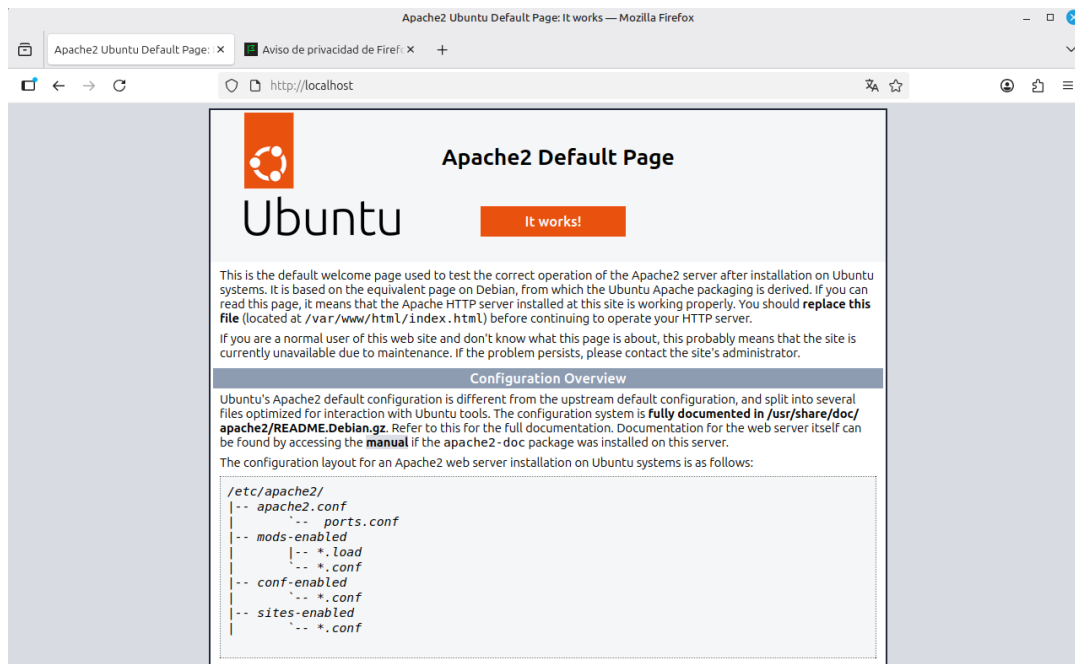 Apache2 Ubuntu Default Page: It works — Mozilla Firefox
Apache2 Ubuntu Default Page:
Aviso de privacidad de Firefo
http://localhost
Ubuntu
Apache2 Default Page
It works!
This is the default welcome page used to test the correct operation of the Apache2 server after installation on Ubuntu
systems. It is based on the equivalent page on Debian, from which the Ubuntu Apache packaging is derived. If you can
read this page, it means that the Apache HTTP server installed at this site is working properly. You should replace this
file (located at /var/www/html/index.html) before continuing to operate your HTTP server.
If you are a normal user of this web site and don't know what this page is about, this probably means that the site is
currently unavailable due to maintenance. If the problem persists, please contact the site's administrator.
Configuration Overview
Ubuntu's Apache2 default configuration is different from the upstream default configuration, and split into several
files optimized for interaction with Ubuntu tools. The configuration system is fully documented in /usr/share/doc/
apache2/README.Debian.gz. Refer to this for the full documentation. Documentation for the web server itself can
be found by accessing the manual if the apache2-doc package was installed on this server.
The configuration layout for an Apache2 web server installation on Ubuntu systems is as follows:
/etc/apache2/
|-- apache2.conf
|       `--  ports.conf
|-- mods-enabled
|       |-- *.load
|       `-- *.conf
|-- conf-enabled
|       `-- *.conf
|-- sites-enabled
|       `-- *.conf